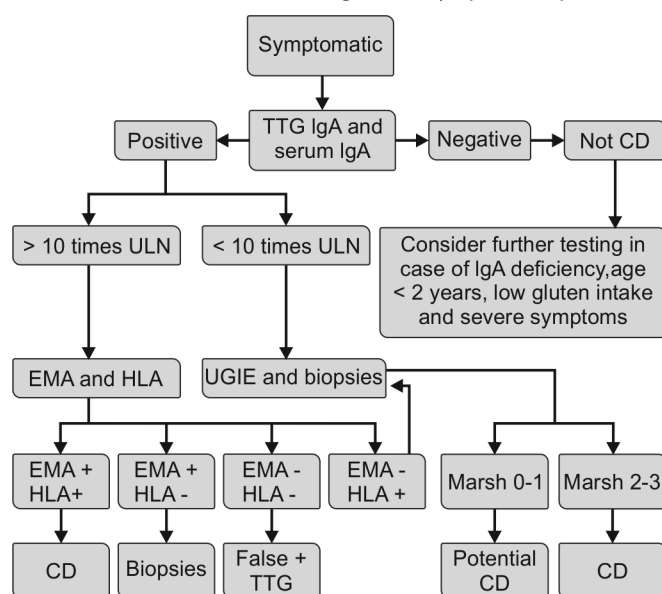 Symptomatic
TTG IgA and
serum IgA
Positive
Negative
Not CD
> 10 times ULN
< 10 times ULN
Consider further testing in
case of IgA deficiency,age
< 2 years, low gluten intake
and severe symptoms
EMA and HLA
UGIE and biopsies
EMA +
HLA+
EMA +
HLA -
EMA -
HLA -
EMA -
HLA +
Marsh 0-1
Marsh 2-3
CD
Biopsies
False +
TTG
Potential
CD
CD